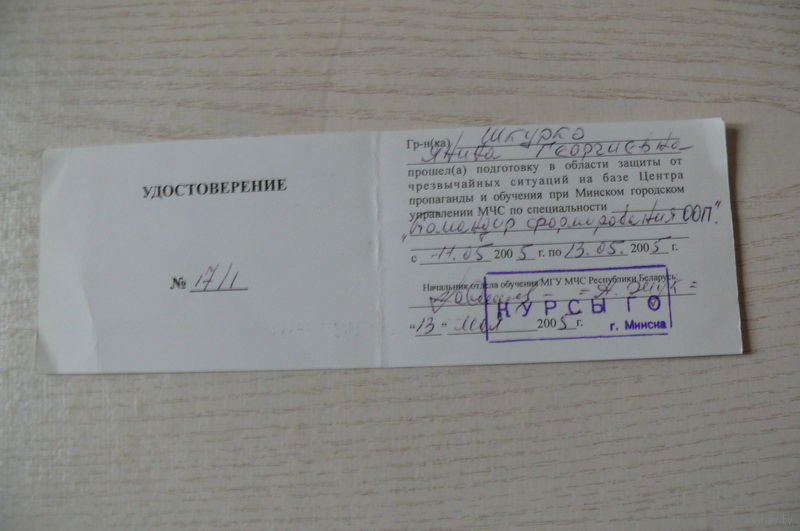 УДОСТОВЕРЕНИЕ
№ 17/1
Гр-н(ка) Шкурко
Янина Георгиевна
прошел(а) подготовку в области защиты от
чрезвычайных ситуаций на базе Центра
пропаганды и обучения при Минском городском
управлении МЧС по специальности
"командир формирования ООП".
с 11.05 2005 г. по 13.05. 2005 г.
Начальник отдела обучения МГУ МЧС Республики Беларусь:
КУРСЫ ГО
г. Минска
"13" мая 2005 г.